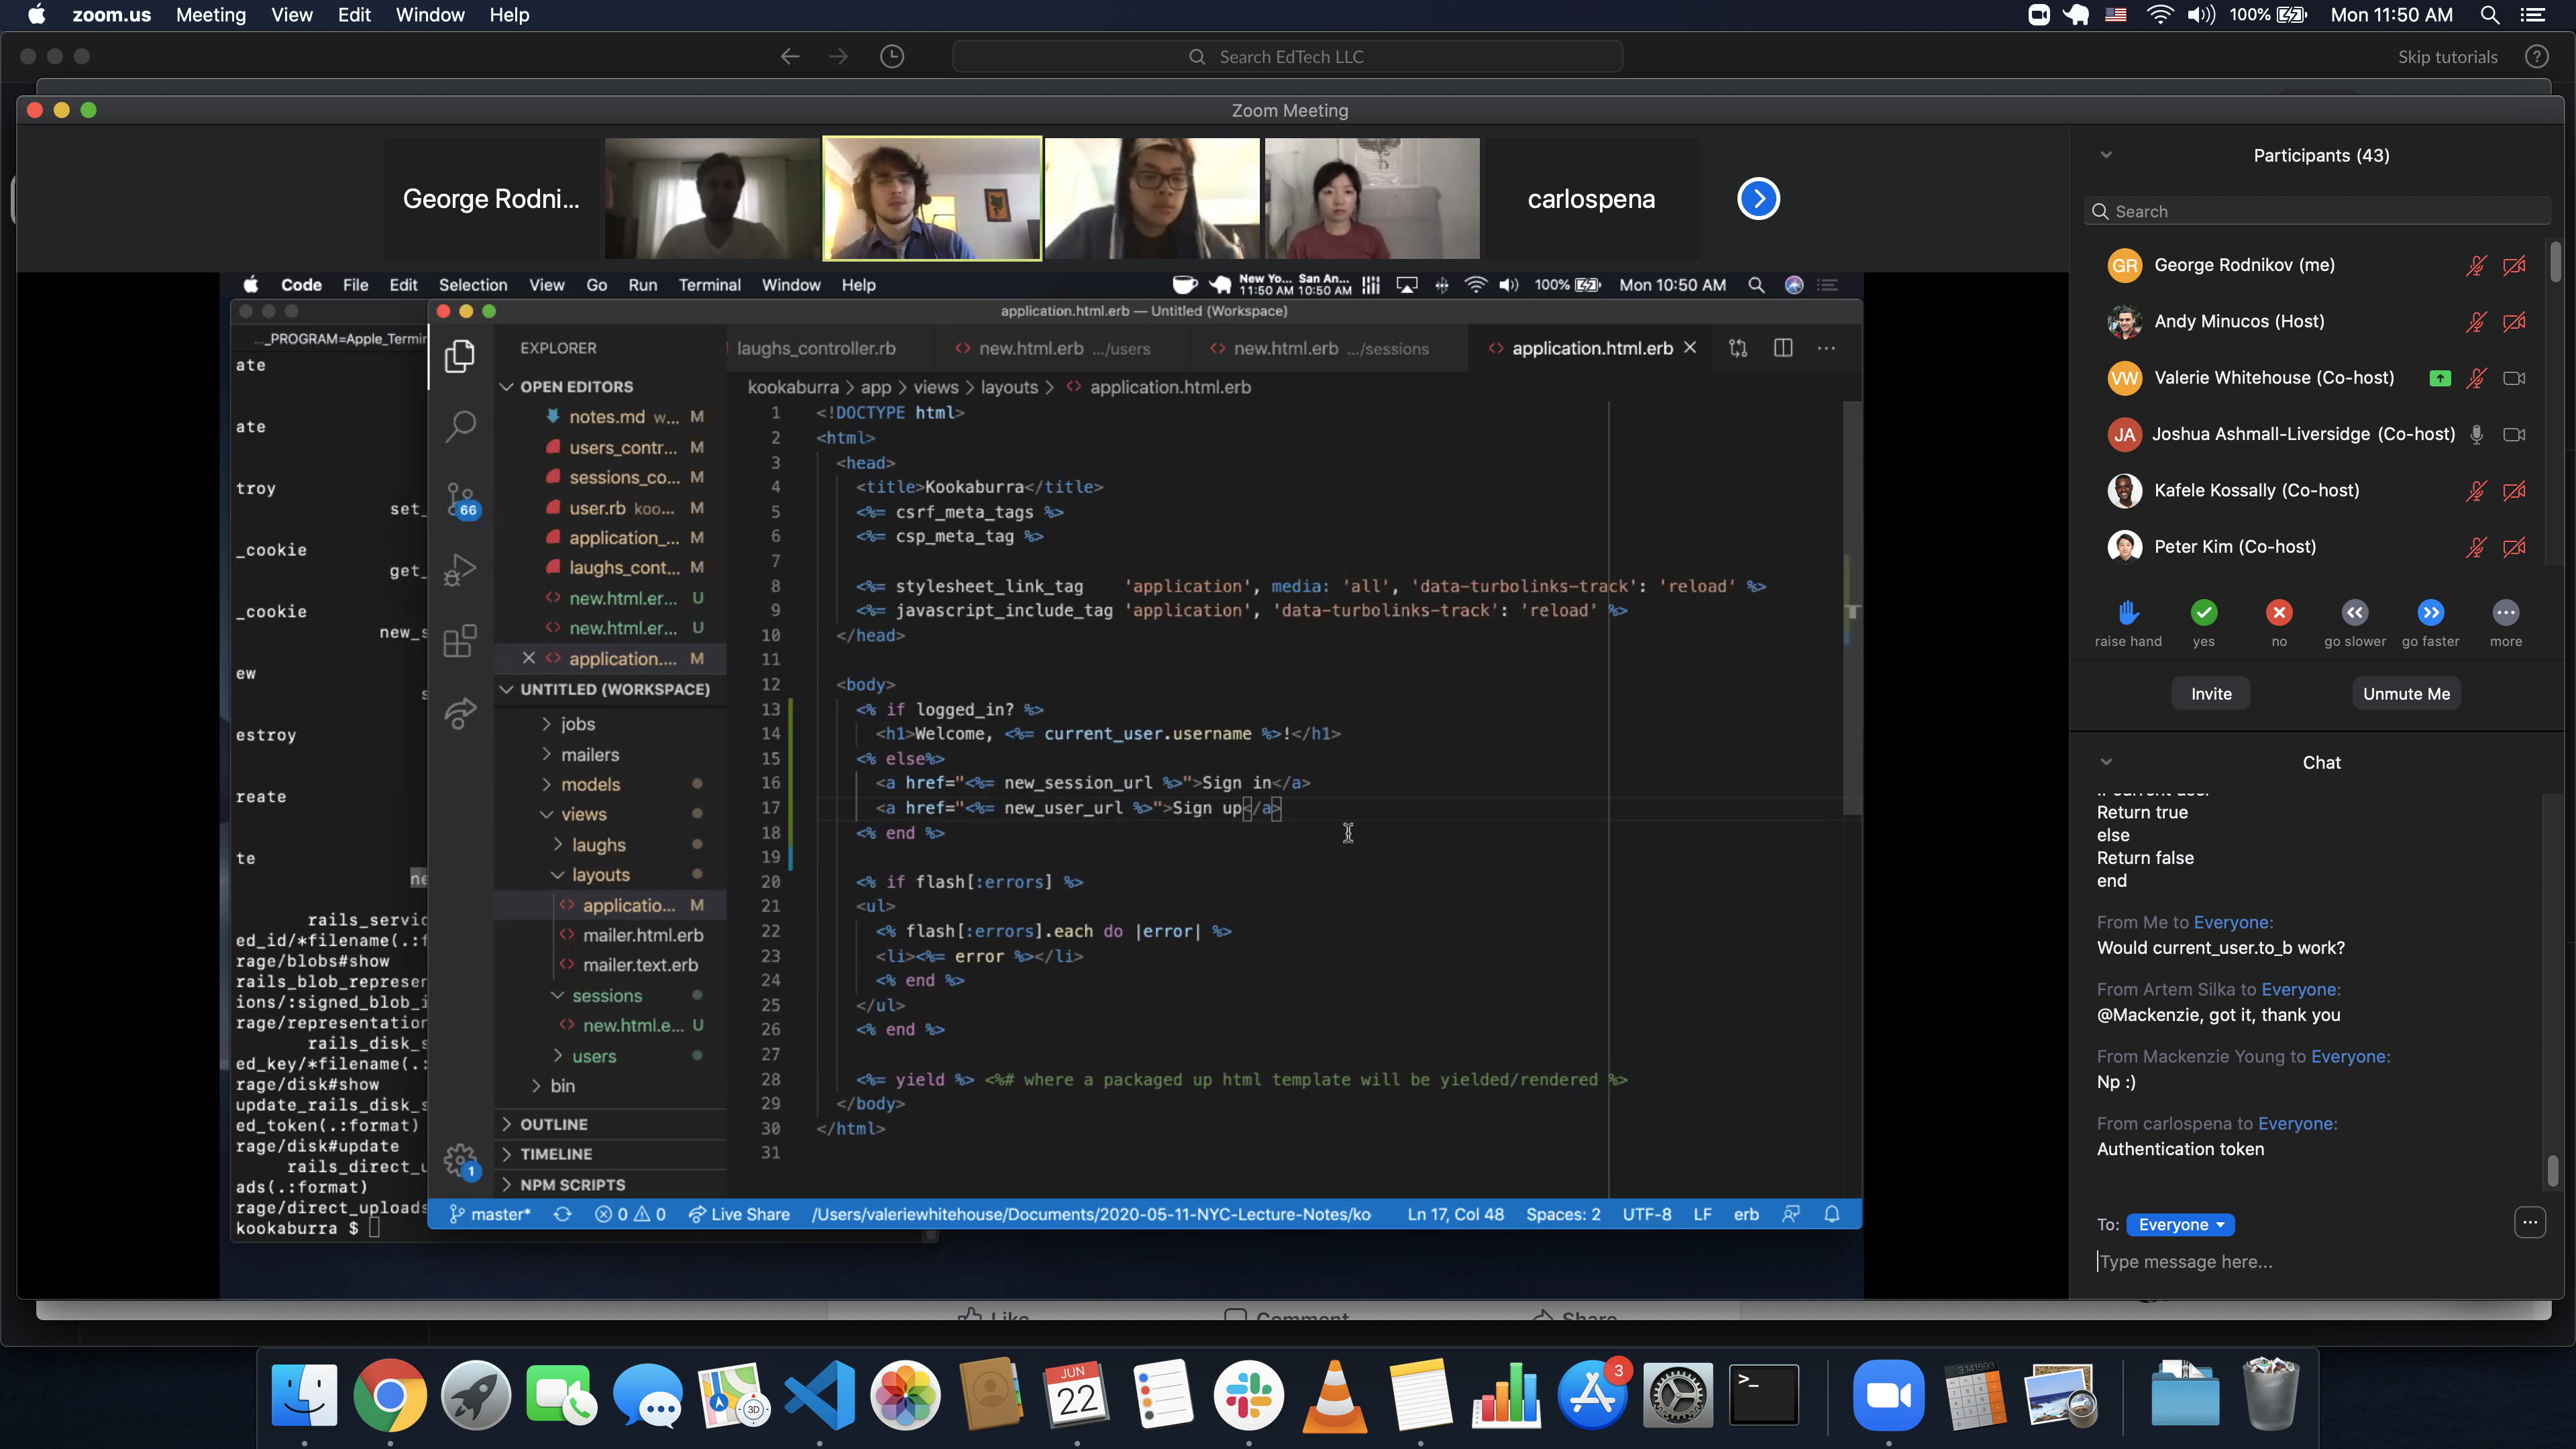 zoom.us Meeting View Edit Window Help 100% Mon 11:50 AM
Search EdTech LLC Skip tutorials ?
Zoom Meeting
George Rodni...
carlospena
Code File Edit Selection View Go Run Terminal Window Help New Yo... San An... 11:50 AM 10:50 AM 100% Mon 10:50 AM
application.html.erb — Untitled (Workspace)
..._PROGRAM=Apple_Termin
ate
ate
troy
set_
_cookie
get_
_cookie
new_s
ew
s
estroy
reate
te
ne
rails_servic
ed_id/*filename(.:f
rage/blobs#show
rails_blob_represer
ions/:signed_blob_i
rage/representation
rails_disk_s
ed_key/*filename(.:
rage/disk#show
update_rails_disk_s
ed_token(.:format)
rage/disk#update
rails_direct_u
ads(.:format)
rage/direct_uploads
kookaburra $
66
1
EXPLORER
OPEN EDITORS
notes.md w... M
users_contr... M
sessions_co... M
user.rb koo... M
application_... M
laughs_cont... M
new.html.er... U
new.html.er... U
application.... M
UNTITLED (WORKSPACE)
jobs
mailers
models
views
laughs
layouts
applicatio... M
mailer.html.erb
mailer.text.erb
sessions
new.html.e... U
users
bin
OUTLINE
TIMELINE
NPM SCRIPTS
laughs_controller.rb new.html.erb .../users new.html.erb .../sessions application.html.erb
kookaburra > app > views > layouts > application.html.erb
1 <!DOCTYPE html>
2 <html>
3 <head>
4 <title>Kookaburra</title>
5 <%= csrf_meta_tags %>
6 <%= csp_meta_tag %>
7
8 <%= stylesheet_link_tag 'application', media: 'all', 'data-turbolinks-track': 'reload' %>
9 <%= javascript_include_tag 'application', 'data-turbolinks-track': 'reload' %>
10 </head>
11
12 <body>
13 <% if logged_in? %>
14 <h1>Welcome, <%= current_user.username %>!</h1>
15 <% else%>
16 <a href="<%= new_session_url %>">Sign in</a>
17 <a href="<%= new_user_url %>">Sign up</a>
18 <% end %>
19
20 <% if flash[:errors] %>
21 <ul>
22 <% flash[:errors].each do |error| %>
23 <li><%= error %></li>
24 <% end %>
25 </ul>
26 <% end %>
27
28 <%= yield %> <%# where a packaged up html template will be yielded/rendered %>
29 </body>
30 </html>
31
master* 0 0 Live Share /Users/valeriewhitehouse/Documents/2020-05-11-NYC-Lecture-Notes/ko Ln 17, Col 48 Spaces: 2 UTF-8 LF erb
Participants (43)
Search
GR George Rodnikov (me)
Andy Minucos (Host)
VW Valerie Whitehouse (Co-host)
JA Joshua Ashmall-Liversidge (Co-host)
Kafele Kossally (Co-host)
Peter Kim (Co-host)
raise hand yes no go slower go faster more
Invite Unmute Me
Chat
If current user
Return true
else
Return false
end
From Me to Everyone:
Would current_user.to_b work?
From Artem Silka to Everyone:
@Mackenzie, got it, thank you
From Mackenzie Young to Everyone:
Np :)
From carlospena to Everyone:
Authentication token
To: Everyone
Type message here...
Like Comment Share
3D
JUN
22
3
>_
3.141593